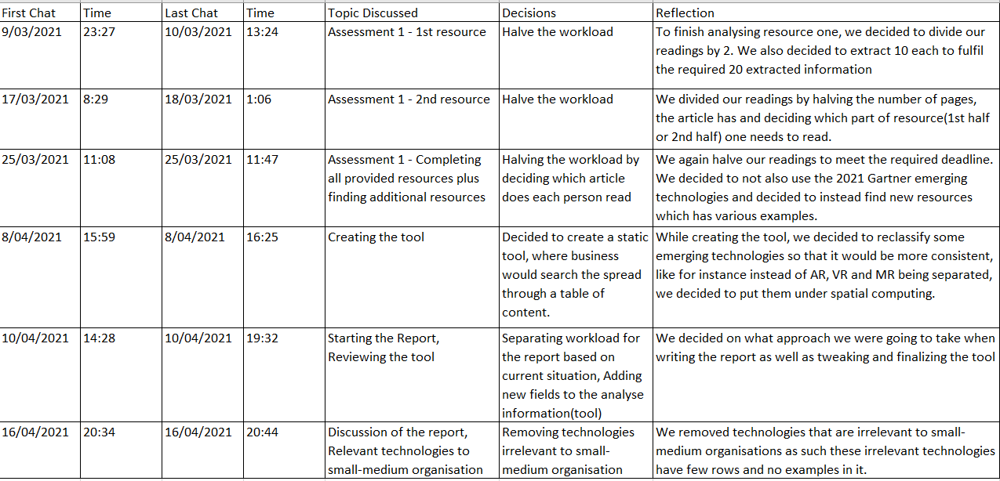 First Chat Time Last Chat Time Topic Discussed Decisions Reflection
9/03/2021 23:27 10/03/2021 13:24 Assessment 1 - 1st resource Halve the workload To finish analysing resource one, we decided to divide our
readings by 2. We also decided to extract 10 each to fulfil
the required 20 extracted information
17/03/2021 8:29 18/03/2021 1:06 Assessment 1 - 2nd resource Halve the workload We divided our readings by halving the number of pages,
the article has and deciding which part of resource(1st half
or 2nd half) one needs to read.
25/03/2021 11:08 25/03/2021 11:47 Assessment 1 - Completing Halving the workload by We again halve our readings to meet the required deadline.
all provided resources plus deciding which article We decided to not also use the 2021 Gartner emerging
finding additional resources does each person read technologies and decided to instead find new resources
which has various examples.
8/04/2021 15:59 8/04/2021 16:25 Creating the tool Decided to create a static While creating the tool, we decided to reclassify some
tool, where business emerging technologies so that it would be more consistent,
would search the spread like for instance instead of AR, VR and MR being separated,
through a table of we decided to put them under spatial computing.
content.
10/04/2021 14:28 10/04/2021 19:32 Starting the Report, Separating workload for We decided on what approach we were going to take when
Reviewing the tool the report based on writing the report as well as tweaking and finalizing the tool
current situation, Adding
new fields to the analyse
information(tool)
16/04/2021 20:34 16/04/2021 20:44 Discussion of the report, Removing technologies We removed technologies that are irrelevant to small-
Relevant technologies to irrelevant to small- medium organisations as such these irrelevant technologies
small-medium organisation medium organisation have few rows and no examples in it.